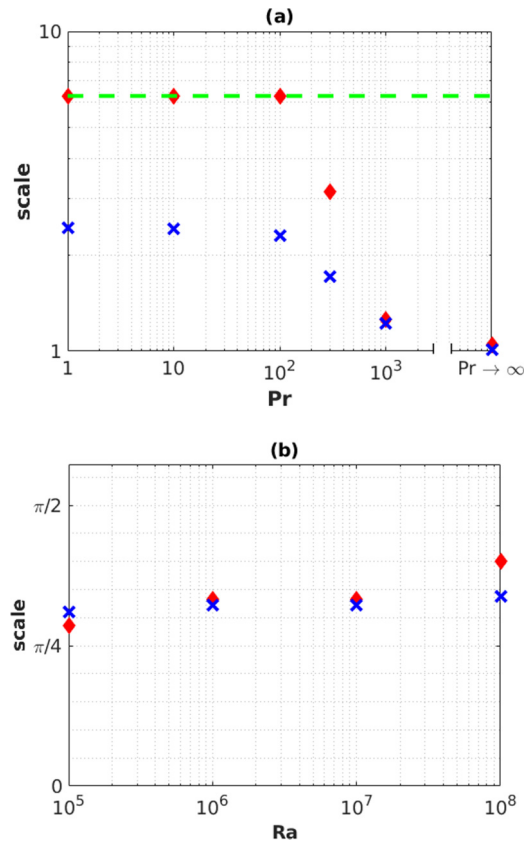 (a)
10
scale
1
1 10 10² 10³ Pr → ∞
Pr
(b)
π/2
scale
π/4
0
10⁵ 10⁶ 10⁷ 10⁸
Ra